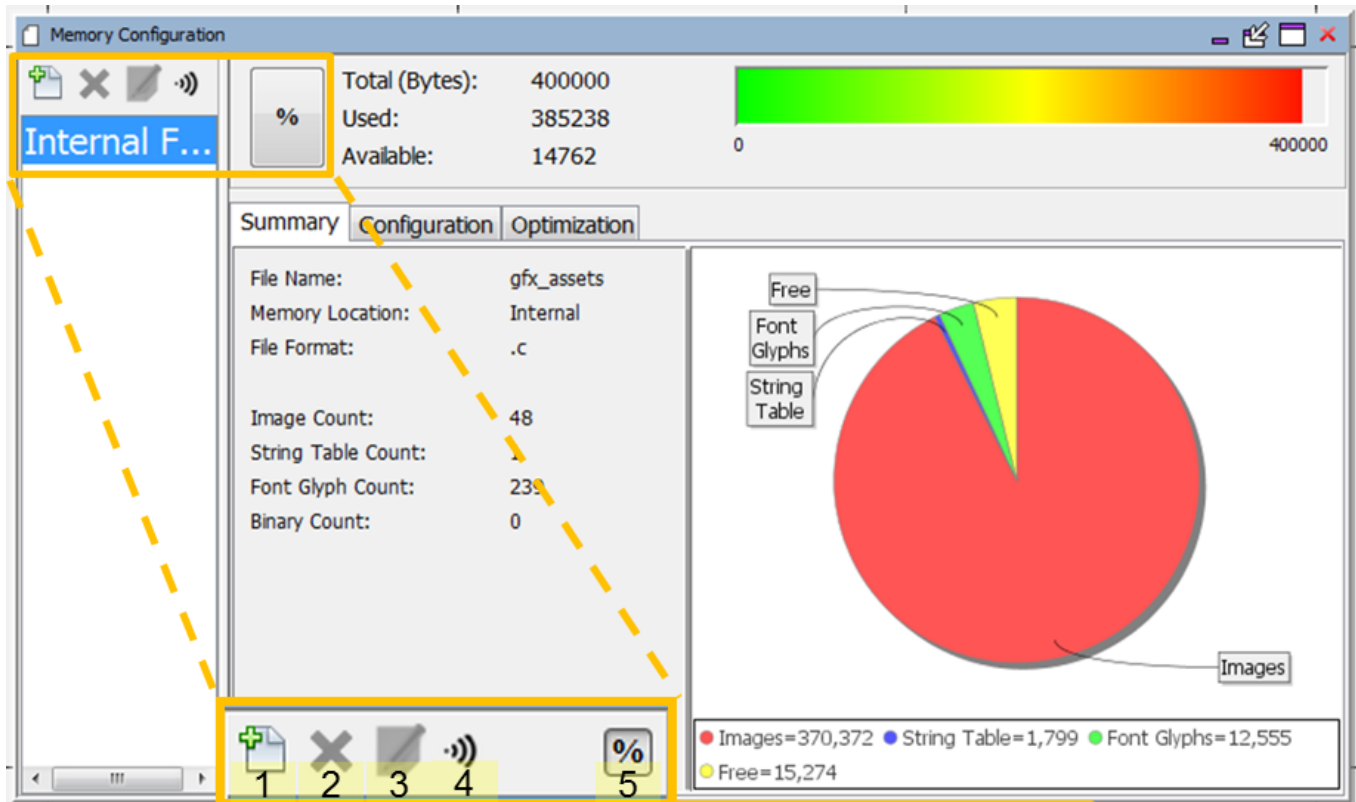 Memory Configuration
Internal F...
%
Total (Bytes): 400000
Used: 385238
Available: 14762
0 400000
Summary Configuration Optimization
File Name: gfx_assets
Memory Location: Internal
File Format: .c
Image Count: 48
String Table Count:
Font Glyph Count: 239
Binary Count: 0
Free
Font
Glyphs
String
Table
Images
Images=370,372 String Table=1,799 Font Glyphs=12,555
Free=15,274
%
1 2 3 4 5